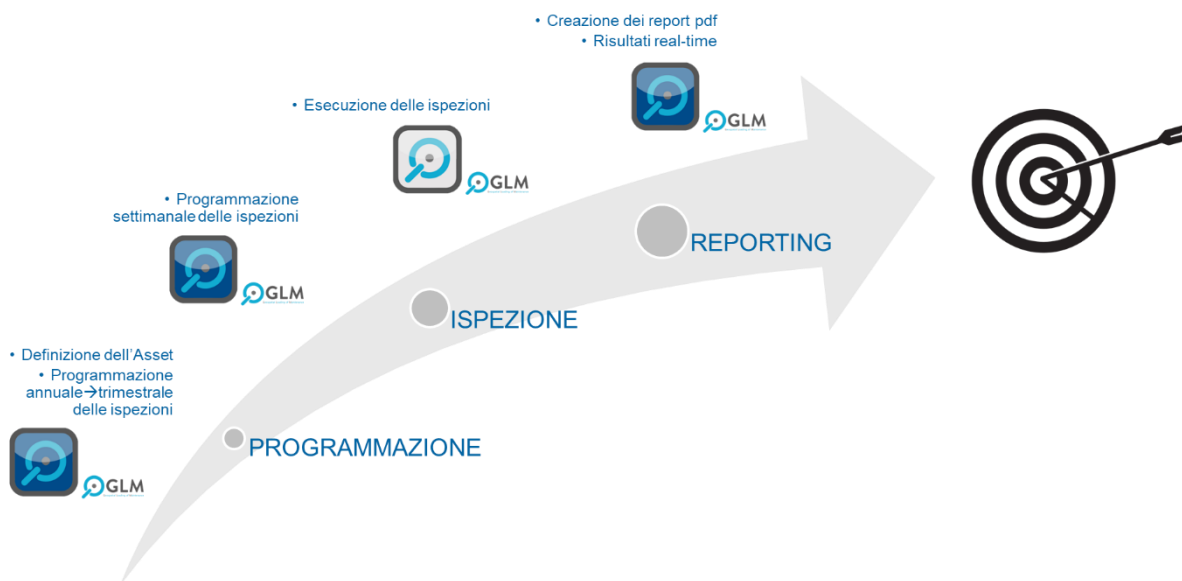 • Creazione dei report pdf
• Risultati real-time
GLM
• Esecuzione delle ispezioni
GLM
• Programmazione
settimanale delle ispezioni
GLM
• Definizione dell'Asset
• Programmazione
annuale→trimestrale
delle ispezioni
GLM
REPORTING
ISPEZIONE
PROGRAMMAZIONE